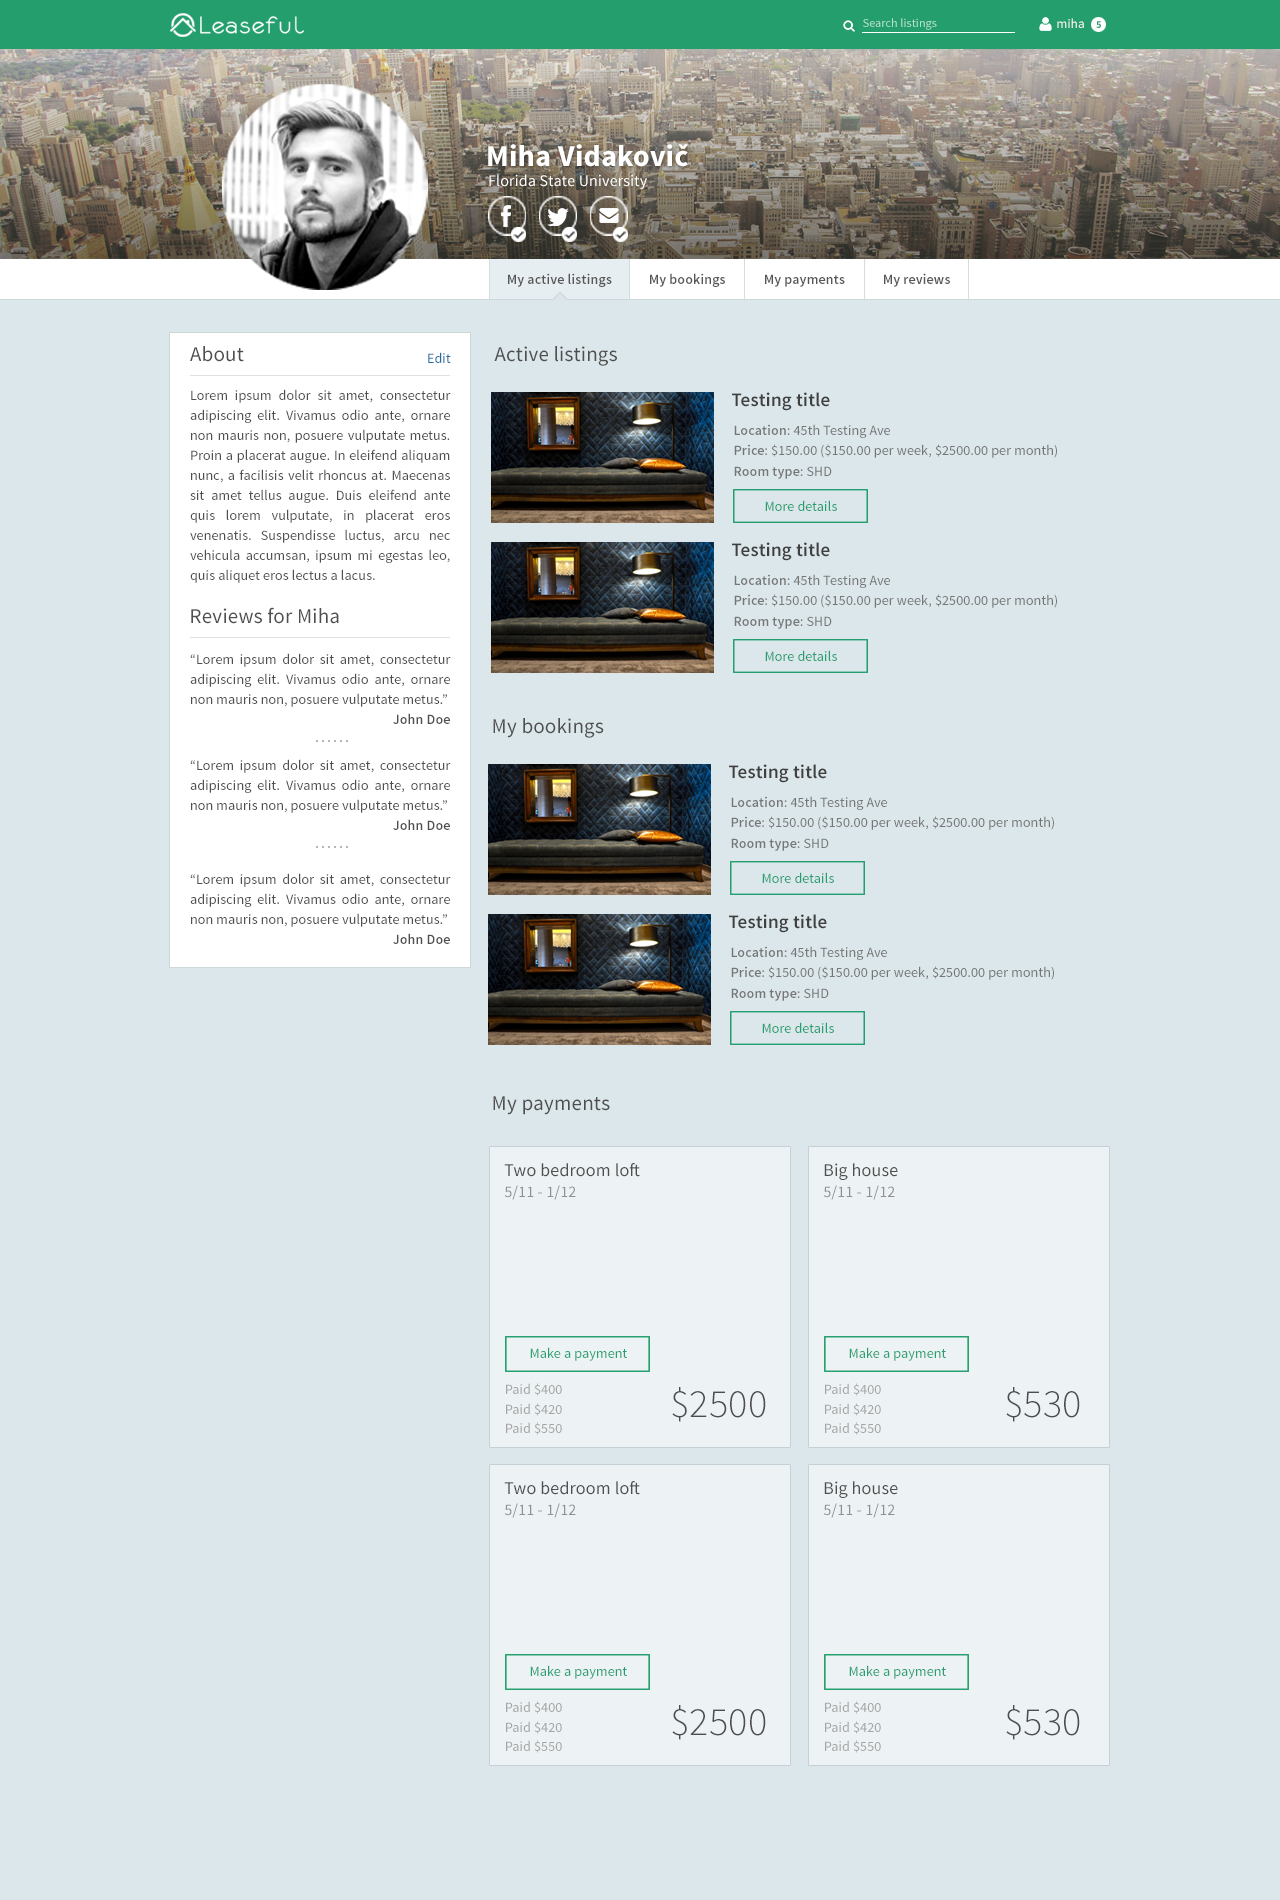 Leaseful
Search listings
miha
5
Miha Vidakovič
Florida State University
My active listings
My bookings
My payments
My reviews
About
Edit
Lorem ipsum dolor sit amet, consectetur
adipiscing elit. Vivamus odio ante, ornare
non mauris non, posuere vulputate metus.
Proin a placerat augue. In eleifend aliquam
nunc, a facilisis velit rhoncus at. Maecenas
sit amet tellus augue. Duis eleifend ante
quis lorem vulputate, in placerat eros
venenatis. Suspendisse luctus, arcu nec
vehicula accumsan, ipsum mi egestas leo,
quis aliquet eros lectus a lacus.
Reviews for Miha
“Lorem ipsum dolor sit amet, consectetur
adipiscing elit. Vivamus odio ante, ornare
non mauris non, posuere vulputate metus.”
John Doe
......
“Lorem ipsum dolor sit amet, consectetur
adipiscing elit. Vivamus odio ante, ornare
non mauris non, posuere vulputate metus.”
John Doe
......
“Lorem ipsum dolor sit amet, consectetur
adipiscing elit. Vivamus odio ante, ornare
non mauris non, posuere vulputate metus.”
John Doe
Active listings
Testing title
Location: 45th Testing Ave
Price: $150.00 ($150.00 per week, $2500.00 per month)
Room type: SHD
More details
Testing title
Location: 45th Testing Ave
Price: $150.00 ($150.00 per week, $2500.00 per month)
Room type: SHD
More details
My bookings
Testing title
Location: 45th Testing Ave
Price: $150.00 ($150.00 per week, $2500.00 per month)
Room type: SHD
More details
Testing title
Location: 45th Testing Ave
Price: $150.00 ($150.00 per week, $2500.00 per month)
Room type: SHD
More details
My payments
Two bedroom loft
5/11 - 1/12
Make a payment
Paid $400
Paid $420
Paid $550
$2500
Big house
5/11 - 1/12
Make a payment
Paid $400
Paid $420
Paid $550
$530
Two bedroom loft
5/11 - 1/12
Make a payment
Paid $400
Paid $420
Paid $550
$2500
Big house
5/11 - 1/12
Make a payment
Paid $400
Paid $420
Paid $550
$530